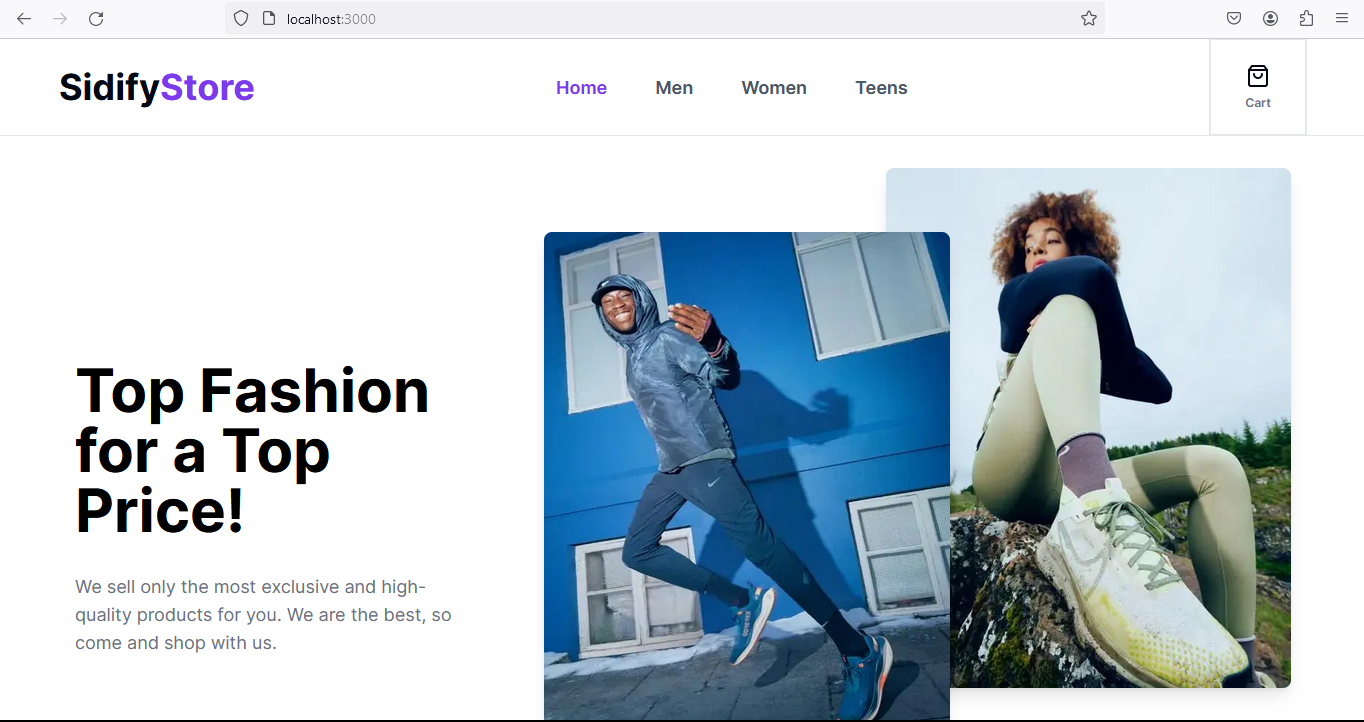 localhost:3000
SidifyStore
Home Men Women Teens
Cart
Top Fashion
for a Top
Price!
We sell only the most exclusive and high-
quality products for you. We are the best, so
come and shop with us.